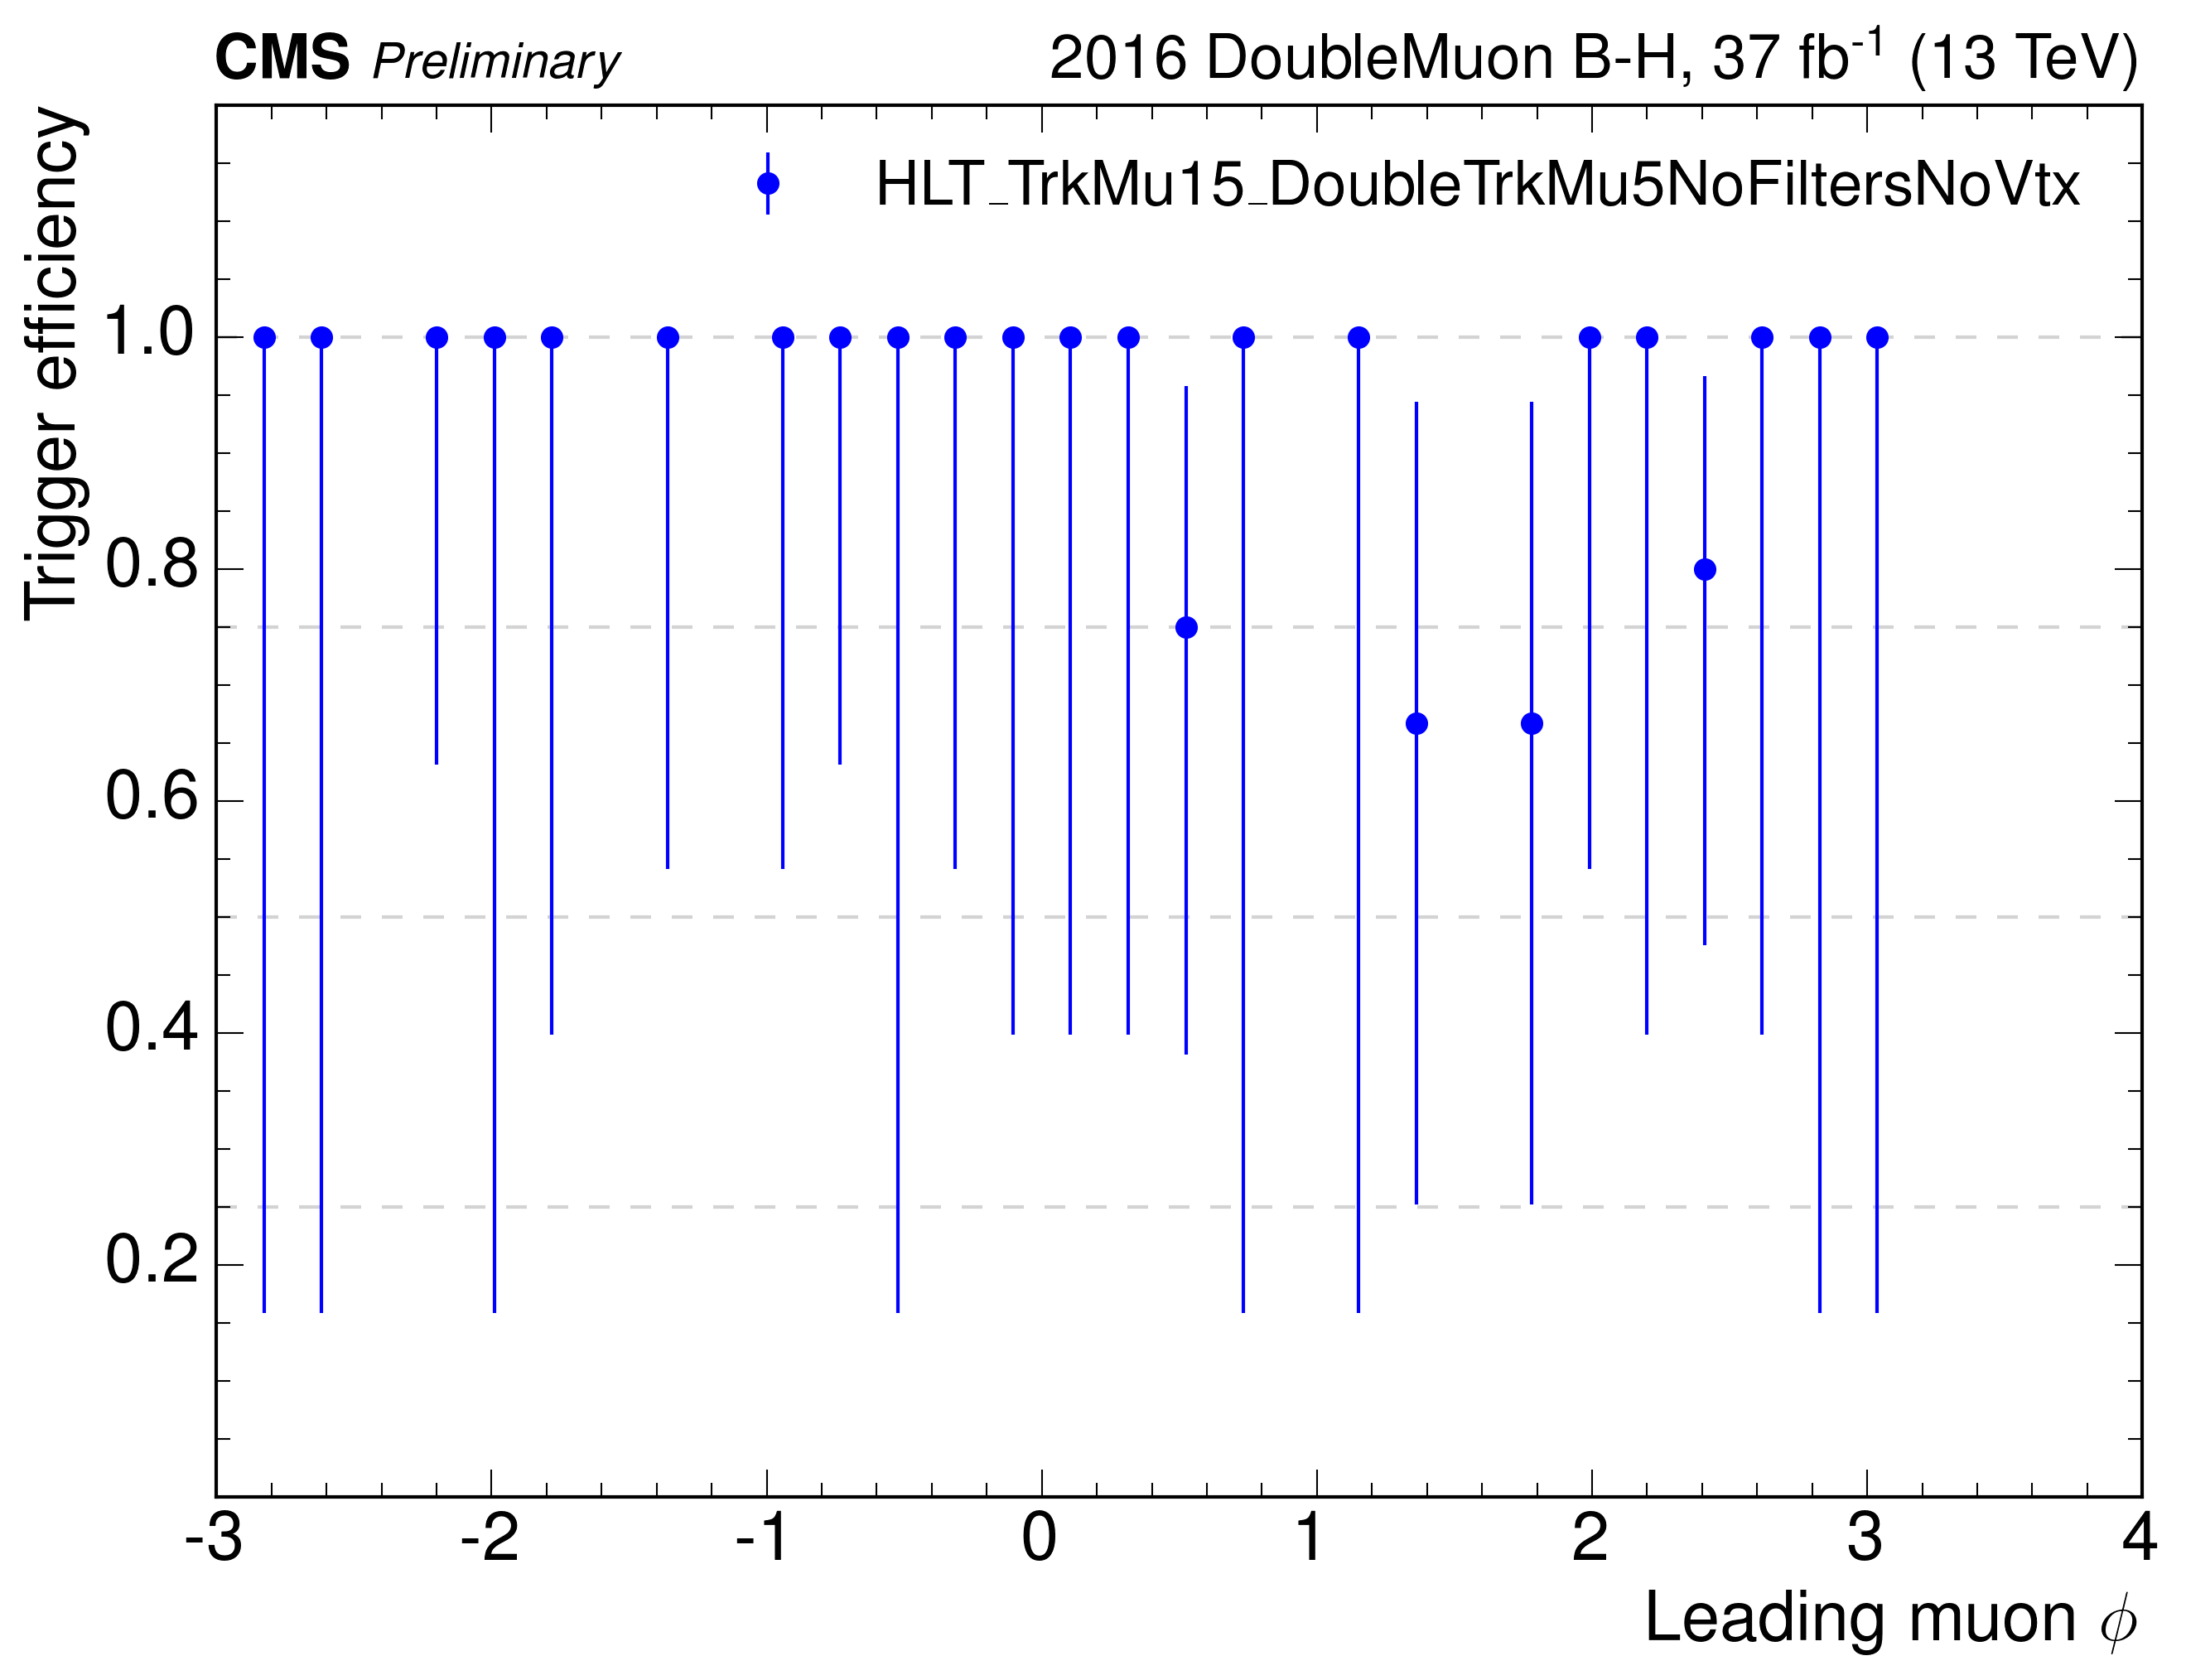 CMS Preliminary 2016 DoubleMuon B-H, 37 fb⁻¹ (13 TeV)
HLT_TrkMu15_DoubleTrkMu5NoFiltersNoVtx
Trigger efficiency
1.0
0.8
0.6
0.4
0.2
-3 -2 -1 0 1 2 3 4
Leading muon ϕ